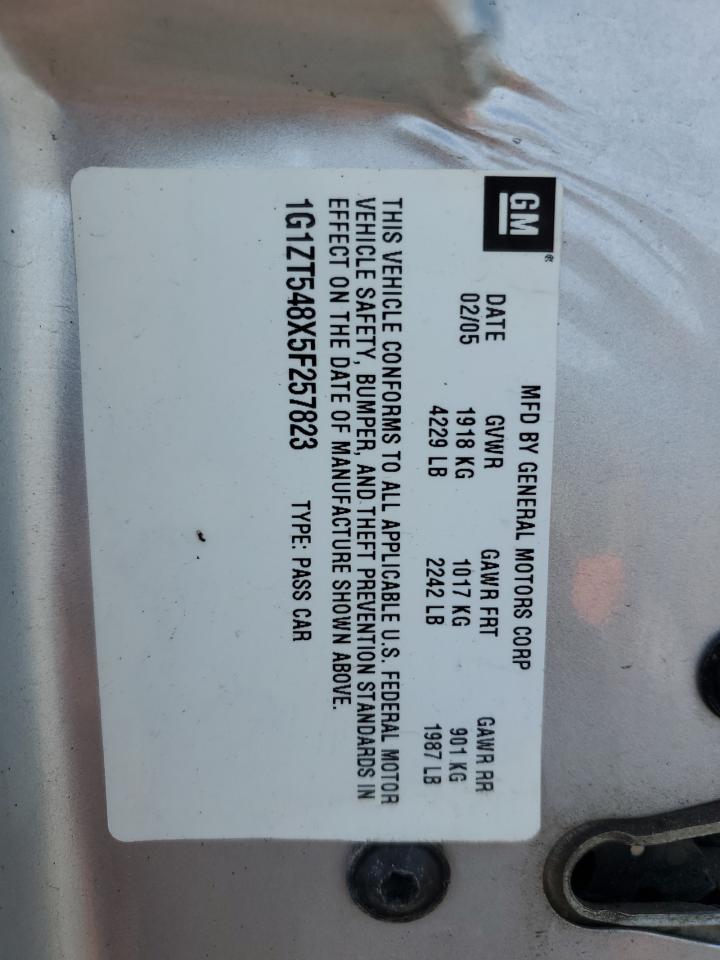 GM®
MFD BY GENERAL MOTORS CORP
DATE GVWR GAWR FRT GAWR RR
02/05 1918 KG 1017 KG 901 KG
4229 LB 2242 LB 1987 LB
THIS VEHICLE CONFORMS TO ALL APPLICABLE U.S. FEDERAL MOTOR
VEHICLE SAFETY, BUMPER, AND THEFT PREVENTION STANDARDS IN
EFFECT ON THE DATE OF MANUFACTURE SHOWN ABOVE.
1G1ZT548X5F257823 TYPE: PASS CAR